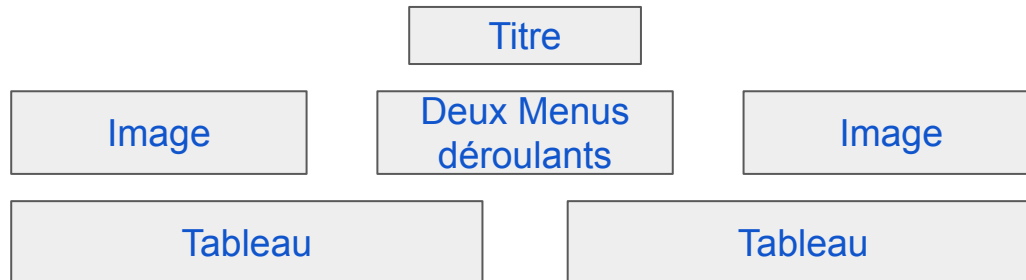 Titre
Image
Deux Menus
déroulants
Image
Tableau
Tableau